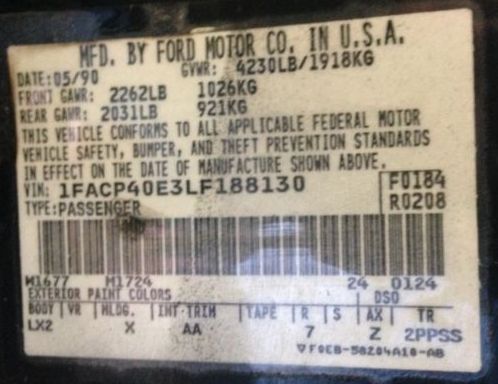 MFD. BY FORD MOTOR CO. IN U.S.A.
DATE: 05/90 GVWR: 4230LB/1918KG
FRONT GAWR: 2262LB 1026KG
REAR GAWR: 2031LB 921KG
THIS VEHICLE CONFORMS TO ALL APPLICABLE FEDERAL MOTOR
VEHICLE SAFETY, BUMPER, AND THEFT PREVENTION STANDARDS
IN EFFECT ON THE DATE OF MANUFACTURE SHOWN ABOVE.
VIN: 1FACP40E3LF188130 F0184
TYPE: PASSENGER R0208
M1677 M1724 24 0124
EXTERIOR PAINT COLORS DSO
BODY VR MLDG. INT TRIM TAPE R S AX TR
LX2 X AA 7 Z 2PPSS
▽F0EB-58204A10-AB